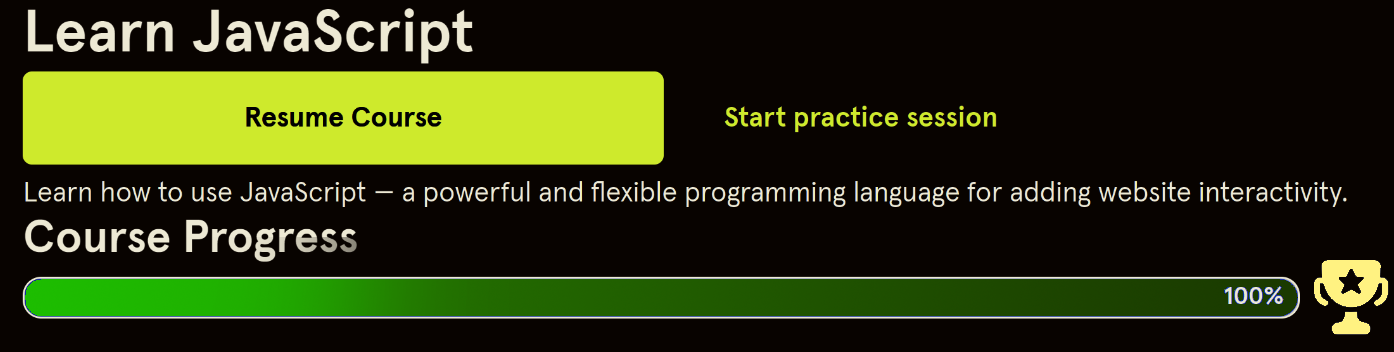 Learn JavaScript
Resume Course
Start practice session
Learn how to use JavaScript — a powerful and flexible programming language for adding website interactivity.
Course Progress
100%